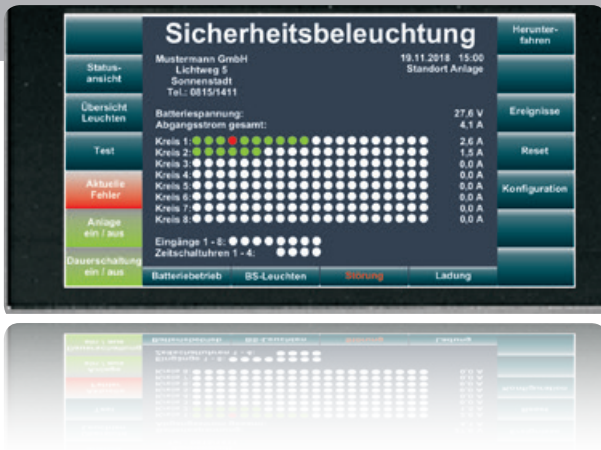 Sicherheitsbeleuchtung
Mustermann GmbH
Lichtweg 5
Sonnenstadt
Tel.: 0815/1411
19.11.2018 15:00
Standort Anlage
Batteriespannung: 27,6 V
Abgangsstrom gesamt: 4,1 A
Kreis 1: 2,6 A
Kreis 2: 1,5 A
Kreis 3: 0,0 A
Kreis 4: 0,0 A
Kreis 5: 0,0 A
Kreis 6: 0,0 A
Kreis 7: 0,0 A
Kreis 8: 0,0 A
Eingänge 1 - 8:
Zeitschaltuhren 1 - 4:
Status-
ansicht
Übersicht
Leuchten
Test
Aktuelle
Fehler
Anlage
ein / aus
Dauerschaltung
ein / aus
Batteriebetrieb BS-Leuchten Störung Ladung
Herunter-
fahren
Ereignisse
Reset
Konfiguration